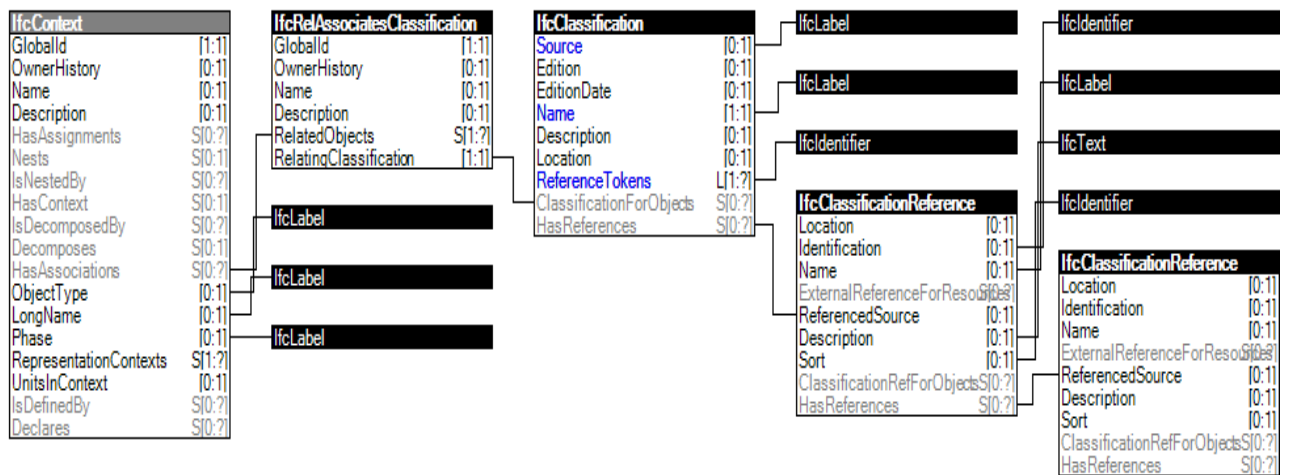 IfcContext
GlobalId [1:1]
OwnerHistory [0:1]
Name [0:1]
Description [0:1]
HasAssignments S[0:?]
Nests S[0:1]
IsNestedBy S[0:?]
HasContext S[0:1]
IsDecomposedBy S[0:?]
Decomposes S[0:1]
HasAssociations S[0:?]
ObjectType [0:1]
LongName [0:1]
Phase [0:1]
RepresentationContexts S[1:?]
UnitsInContext [0:1]
IsDefinedBy S[0:?]
Declares S[0:?]
IfcRelAssociatesClassification
GlobalId [1:1]
OwnerHistory [0:1]
Name [0:1]
Description [0:1]
RelatedObjects S[1:?]
RelatingClassification [1:1]
IfcLabel
IfcLabel
IfcLabel
IfcClassification
Source [0:1]
Edition [0:1]
EditionDate [0:1]
Name [1:1]
Description [0:1]
Location [0:1]
ReferenceTokens L[1:?]
ClassificationForObjects S[0:?]
HasReferences S[0:?]
IfcLabel
IfcLabel
IfcIdentifier
IfcClassificationReference
Location [0:1]
Identification [0:1]
Name [0:1]
ExternalReferenceForResources S[0:?]
ReferencedSource [0:1]
Description [0:1]
Sort [0:1]
ClassificationRefForObjects S[0:?]
HasReferences S[0:?]
IfcIdentifier
IfcLabel
IfcText
IfcIdentifier
IfcClassificationReference
Location [0:1]
Identification [0:1]
Name [0:1]
ExternalReferenceForResources S[0:?]
ReferencedSource [0:1]
Description [0:1]
Sort [0:1]
ClassificationRefForObjects S[0:?]
HasReferences S[0:?]